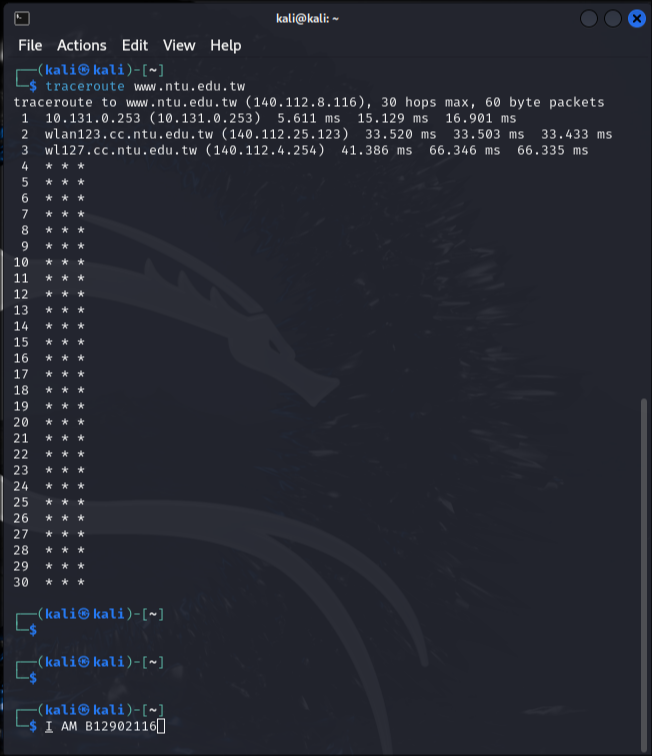 kali@kali: ~
File Actions Edit View Help
┌──(kali㉿kali)-[~]
└─$ traceroute www.ntu.edu.tw
traceroute to www.ntu.edu.tw (140.112.8.116), 30 hops max, 60 byte packets
 1  10.131.0.253 (10.131.0.253)  5.611 ms  15.129 ms  16.901 ms
 2  wlan123.cc.ntu.edu.tw (140.112.25.123)  33.520 ms  33.503 ms  33.433 ms
 3  wl127.cc.ntu.edu.tw (140.112.4.254)  41.386 ms  66.346 ms  66.335 ms
 4  * * *
 5  * * *
 6  * * *
 7  * * *
 8  * * *
 9  * * *
10  * * *
11  * * *
12  * * *
13  * * *
14  * * *
15  * * *
16  * * *
17  * * *
18  * * *
19  * * *
20  * * *
21  * * *
22  * * *
23  * * *
24  * * *
25  * * *
26  * * *
27  * * *
28  * * *
29  * * *
30  * * *
┌──(kali㉿kali)-[~]
└─$
┌──(kali㉿kali)-[~]
└─$
┌──(kali㉿kali)-[~]
└─$ I AM B12902116